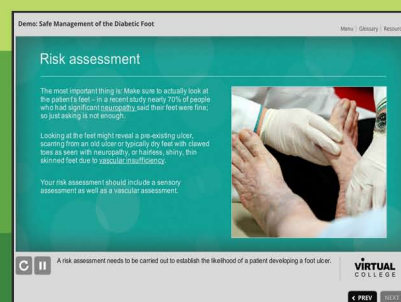 Demo: Safe Management of the Diabetic Foot
Menu | Glossary | Resour
Risk assessment
The most important thing is: Make sure to actually look at
the patient's feet – in a recent study nearly 70% of people
who had significant neuropathy said their feet were fine;
so just asking is not enough.
Looking at the feet might reveal a pre-existing ulcer,
scarring from an old ulcer or typically dry feet with clawed
toes as seen with neuropathy, or hairless, shiny, thin
skinned feet due to vascular insufficiency.
Your risk assessment should include a sensory
assessment as well as a vascular assessment.
A risk assessment needs to be carried out to establish the likelihood of a patient developing a foot ulcer.
VIRTUAL
COLLEGE
< PREV NEXT